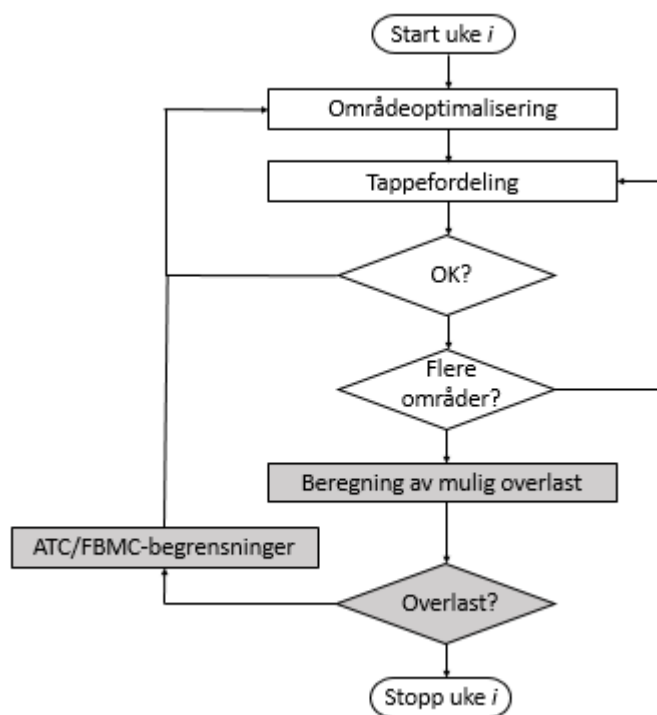 Start uke i
Områdeoptimalisering
Tappefordeling
OK?
Flere
områder?
Beregning av mulig overlast
ATC/FBMC-begrensninger
Overlast?
Stopp uke i